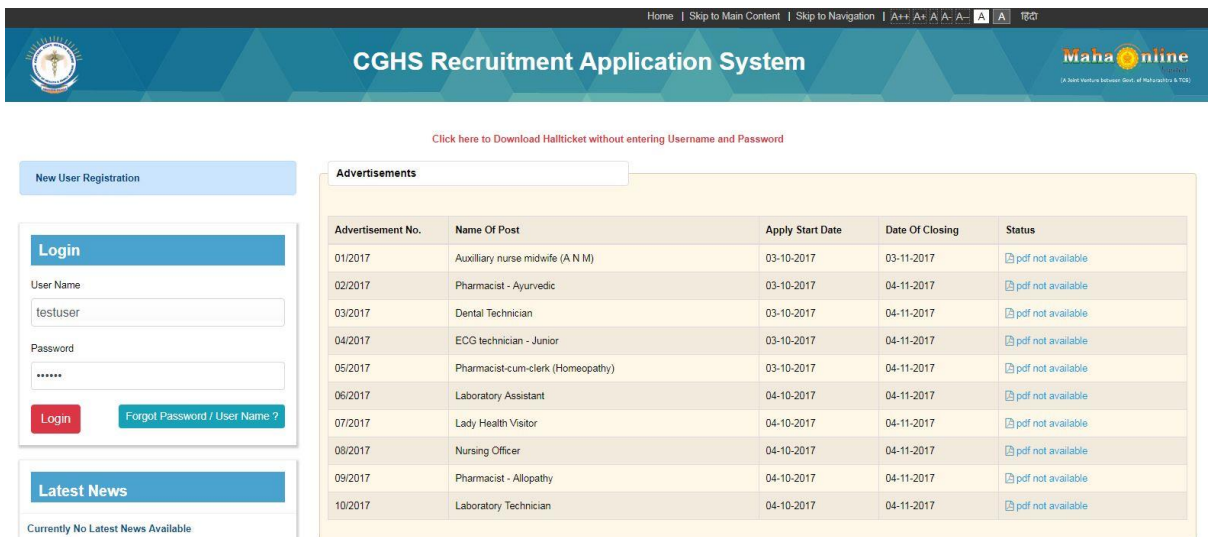 Home | Skip to Main Content | Skip to Navigation | A++ A+ A A- A-- A A हिंदी
CGHS Recruitment Application System
Maha nline
(A Joint Venture between Govt. of Maharashtra & TCS)
Click here to Download Hallticket without entering Username and Password
New User Registration
Login
User Name
testuser
Password
••••••
Login Forgot Password / User Name ?
Latest News
Currently No Latest News Available
Advertisements
Advertisement No. Name Of Post Apply Start Date Date Of Closing Status
01/2017 Auxilliary nurse midwife (A N M) 03-10-2017 03-11-2017 pdf not available
02/2017 Pharmacist - Ayurvedic 03-10-2017 04-11-2017 pdf not available
03/2017 Dental Technician 03-10-2017 04-11-2017 pdf not available
04/2017 ECG technician - Junior 03-10-2017 04-11-2017 pdf not available
05/2017 Pharmacist-cum-clerk (Homeopathy) 03-10-2017 04-11-2017 pdf not available
06/2017 Laboratory Assistant 04-10-2017 04-11-2017 pdf not available
07/2017 Lady Health Visitor 04-10-2017 04-11-2017 pdf not available
08/2017 Nursing Officer 04-10-2017 04-11-2017 pdf not available
09/2017 Pharmacist - Allopathy 04-10-2017 04-11-2017 pdf not available
10/2017 Laboratory Technician 04-10-2017 04-11-2017 pdf not available